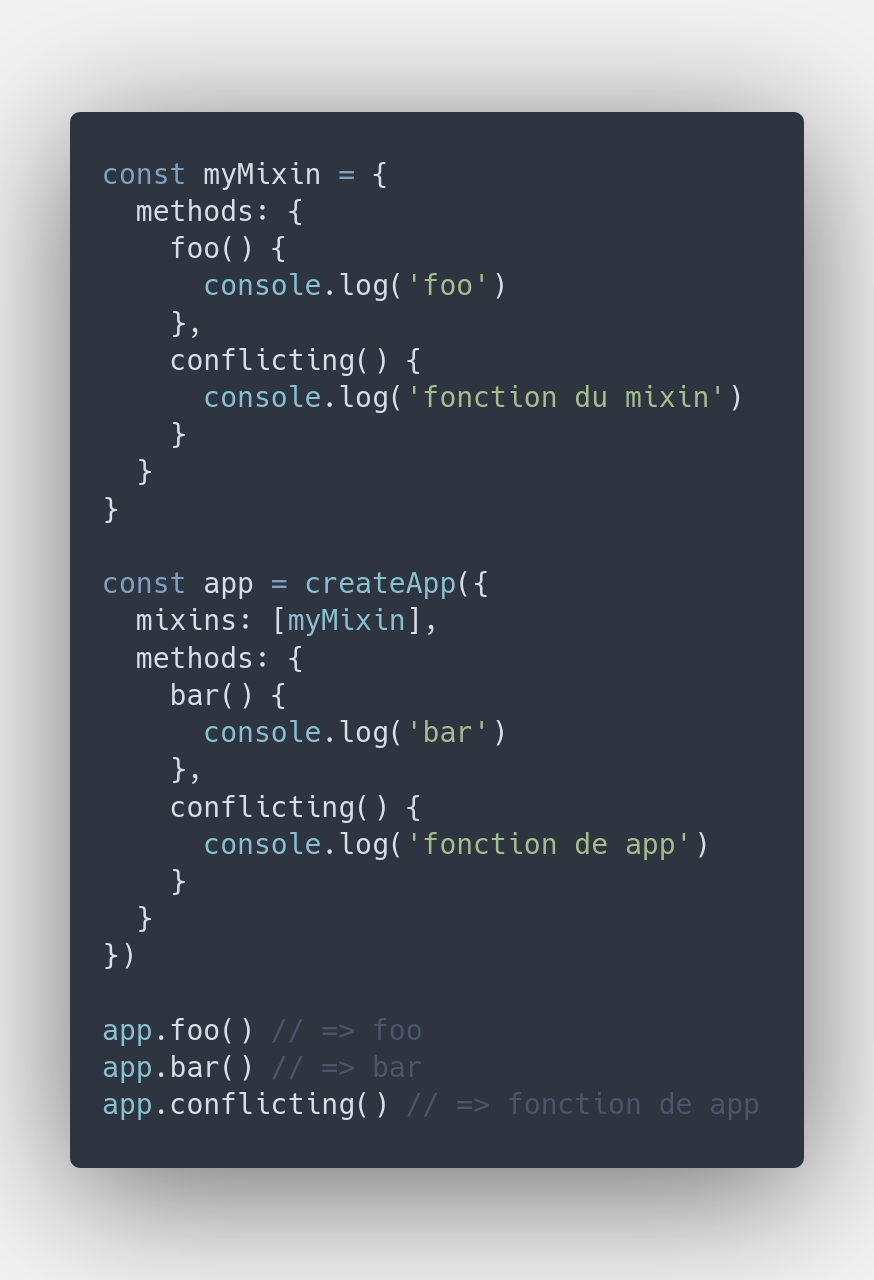 const myMixin = {
  methods: {
    foo() {
      console.log('foo')
    },
    conflicting() {
      console.log('fonction du mixin')
    }
  }
}

const app = createApp({
  mixins: [myMixin],
  methods: {
    bar() {
      console.log('bar')
    },
    conflicting() {
      console.log('fonction de app')
    }
  }
})

app.foo() // => foo
app.bar() // => bar
app.conflicting() // => fonction de app